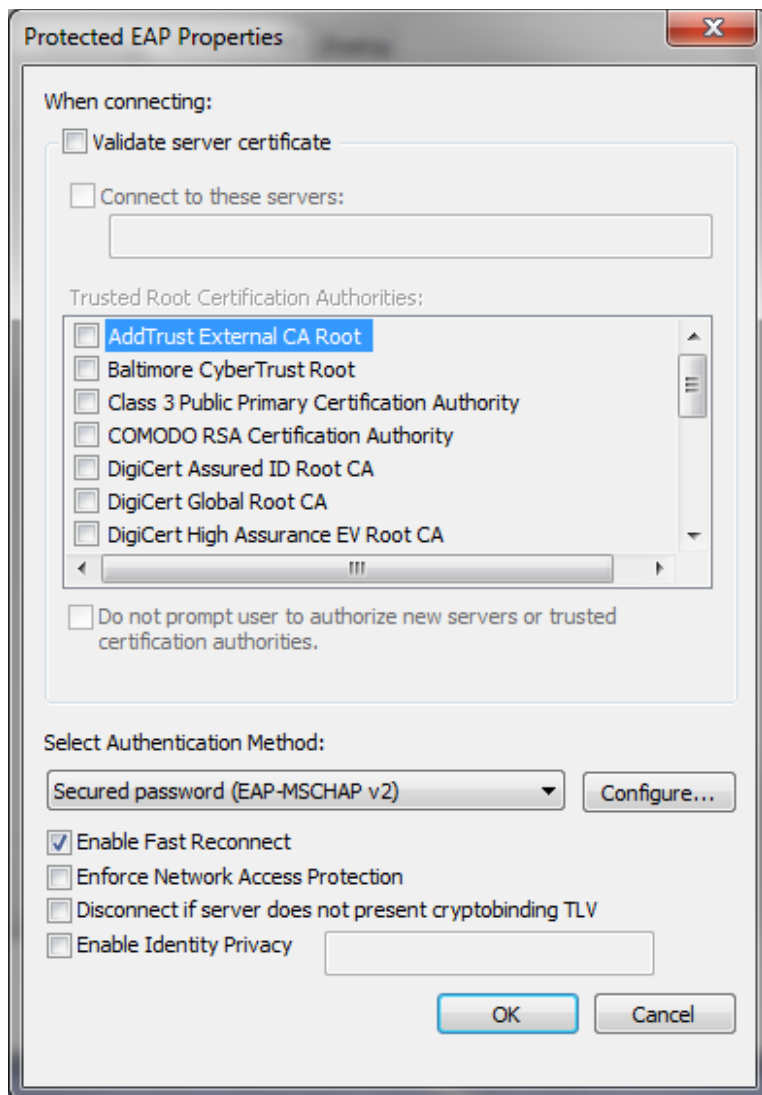 Protected EAP Properties
When connecting:
Validate server certificate
Connect to these servers:
Trusted Root Certification Authorities:
AddTrust External CA Root
Baltimore CyberTrust Root
Class 3 Public Primary Certification Authority
COMODO RSA Certification Authority
DigiCert Assured ID Root CA
DigiCert Global Root CA
DigiCert High Assurance EV Root CA
Do not prompt user to authorize new servers or trusted
certification authorities.
Select Authentication Method:
Secured password (EAP-MSCHAP v2)
Configure...
Enable Fast Reconnect
Enforce Network Access Protection
Disconnect if server does not present cryptobinding TLV
Enable Identity Privacy
OK
Cancel